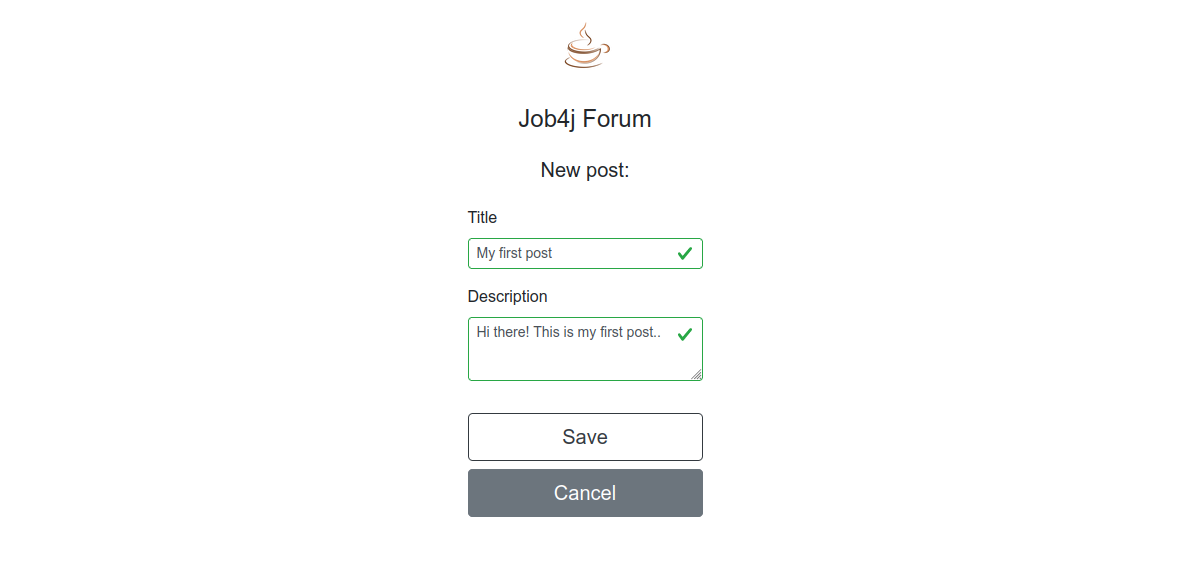 Job4j Forum
New post:
Title
My first post
Description
Hi there! This is my first post..
Save
Cancel